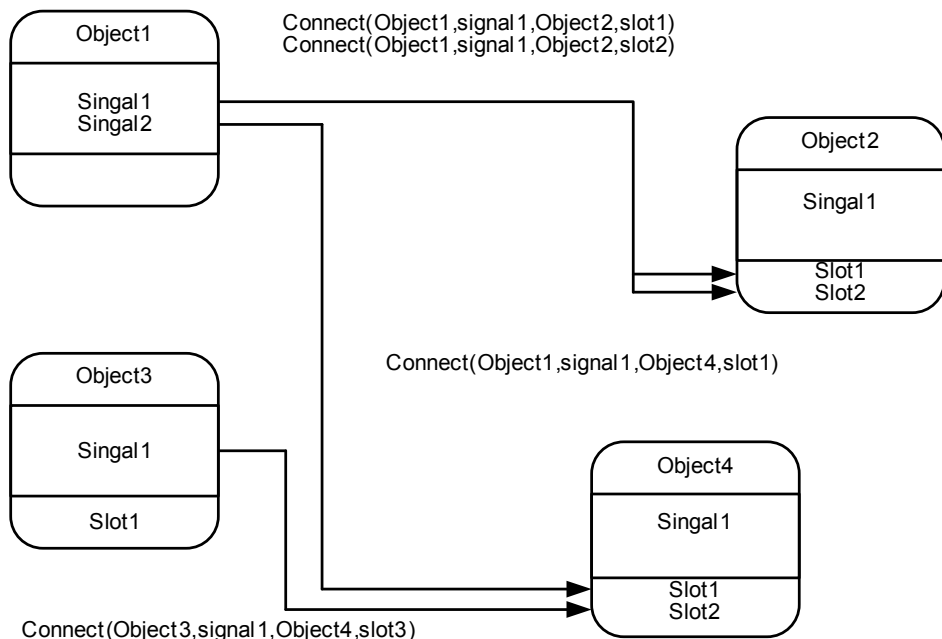 Object1
Connect(Object1,signal1,Object2,slot1)
Connect(Object1,signal1,Object2,slot2)
Singal1
Singal2
Object2
Singal1
Slot1
Slot2
Connect(Object1,signal1,Object4,slot1)
Object3
Singal1
Slot1
Object4
Singal1
Slot1
Slot2
Connect(Object3,signal1,Object4,slot3)